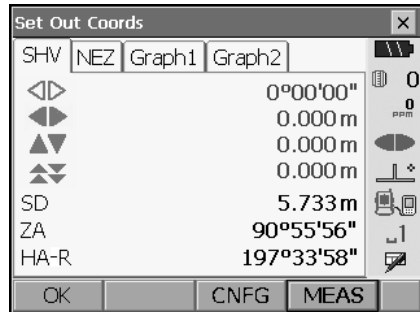 Set Out Coords
SHV NEZ Graph1 Graph2
0°00'00"
0
0.000 m
0
ppm
0.000 m
0.000 m
SD 5.733 m
ZA 90°55'56"
1
HA-R 197°33'58"
OK CNFG MEAS